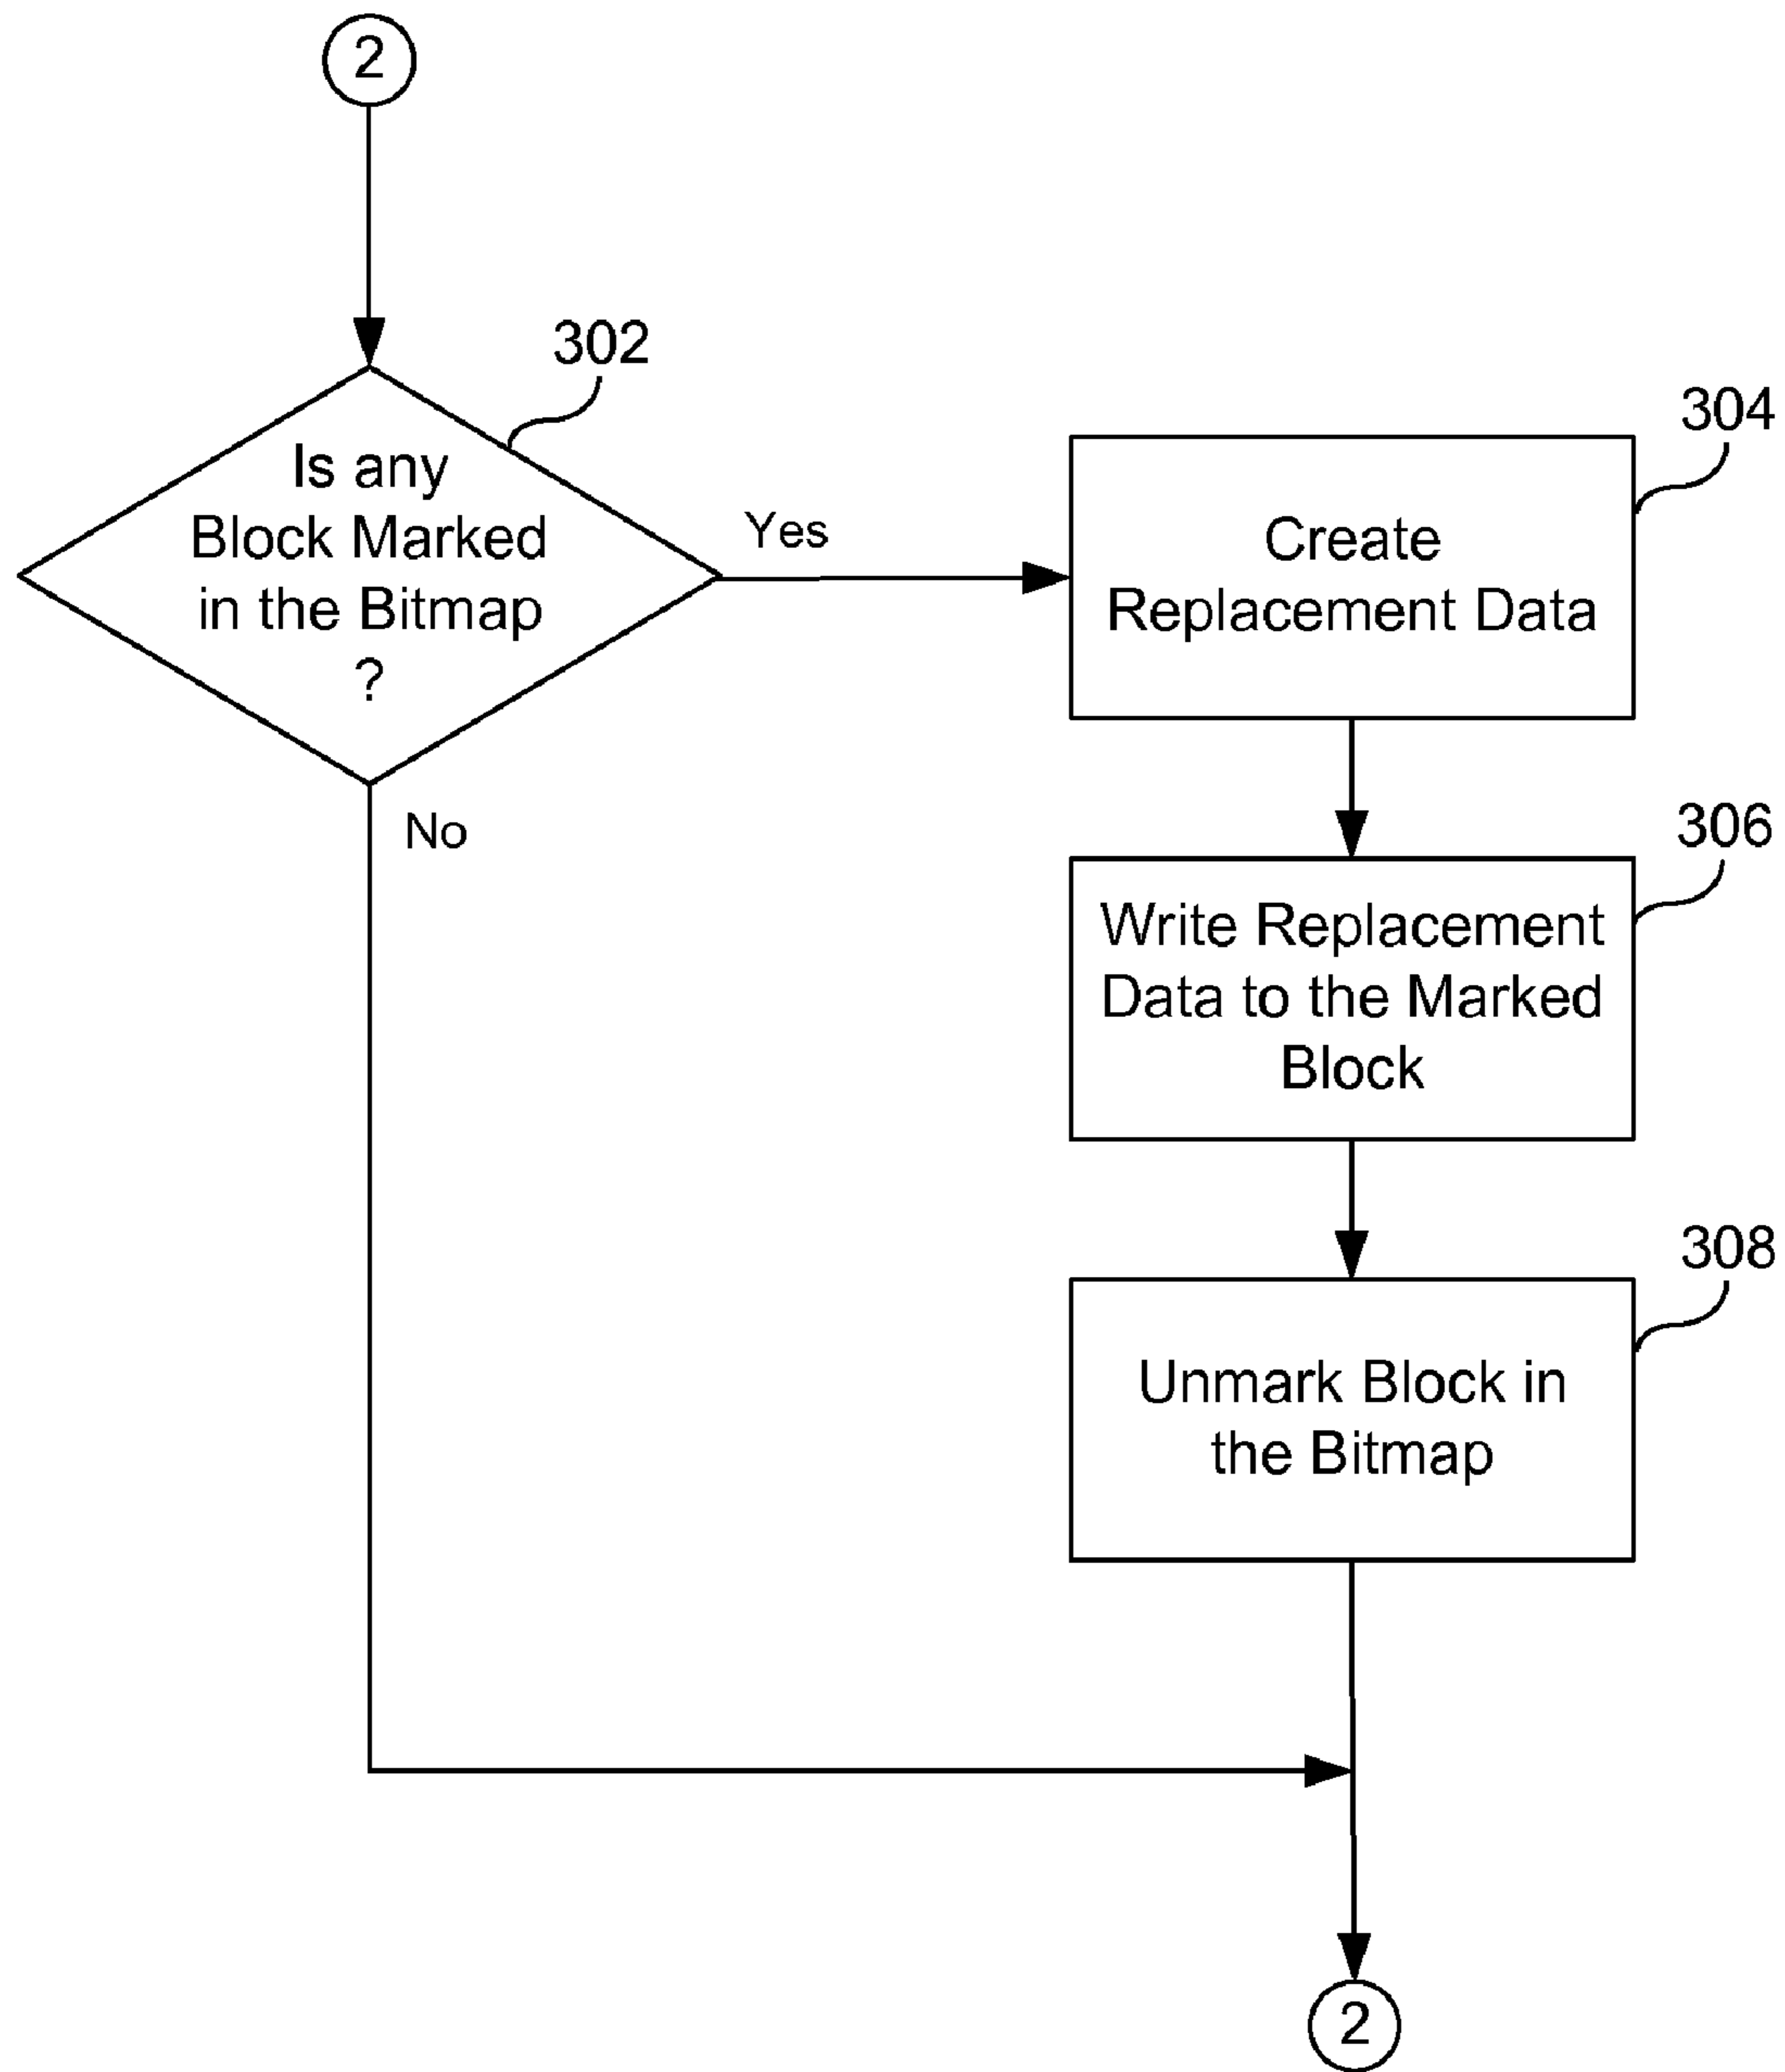 2
302
Is any
Block Marked
in the Bitmap
?
Yes
No
304
Create
Replacement Data
306
Write Replacement
Data to the Marked
Block
308
Unmark Block in
the Bitmap
2